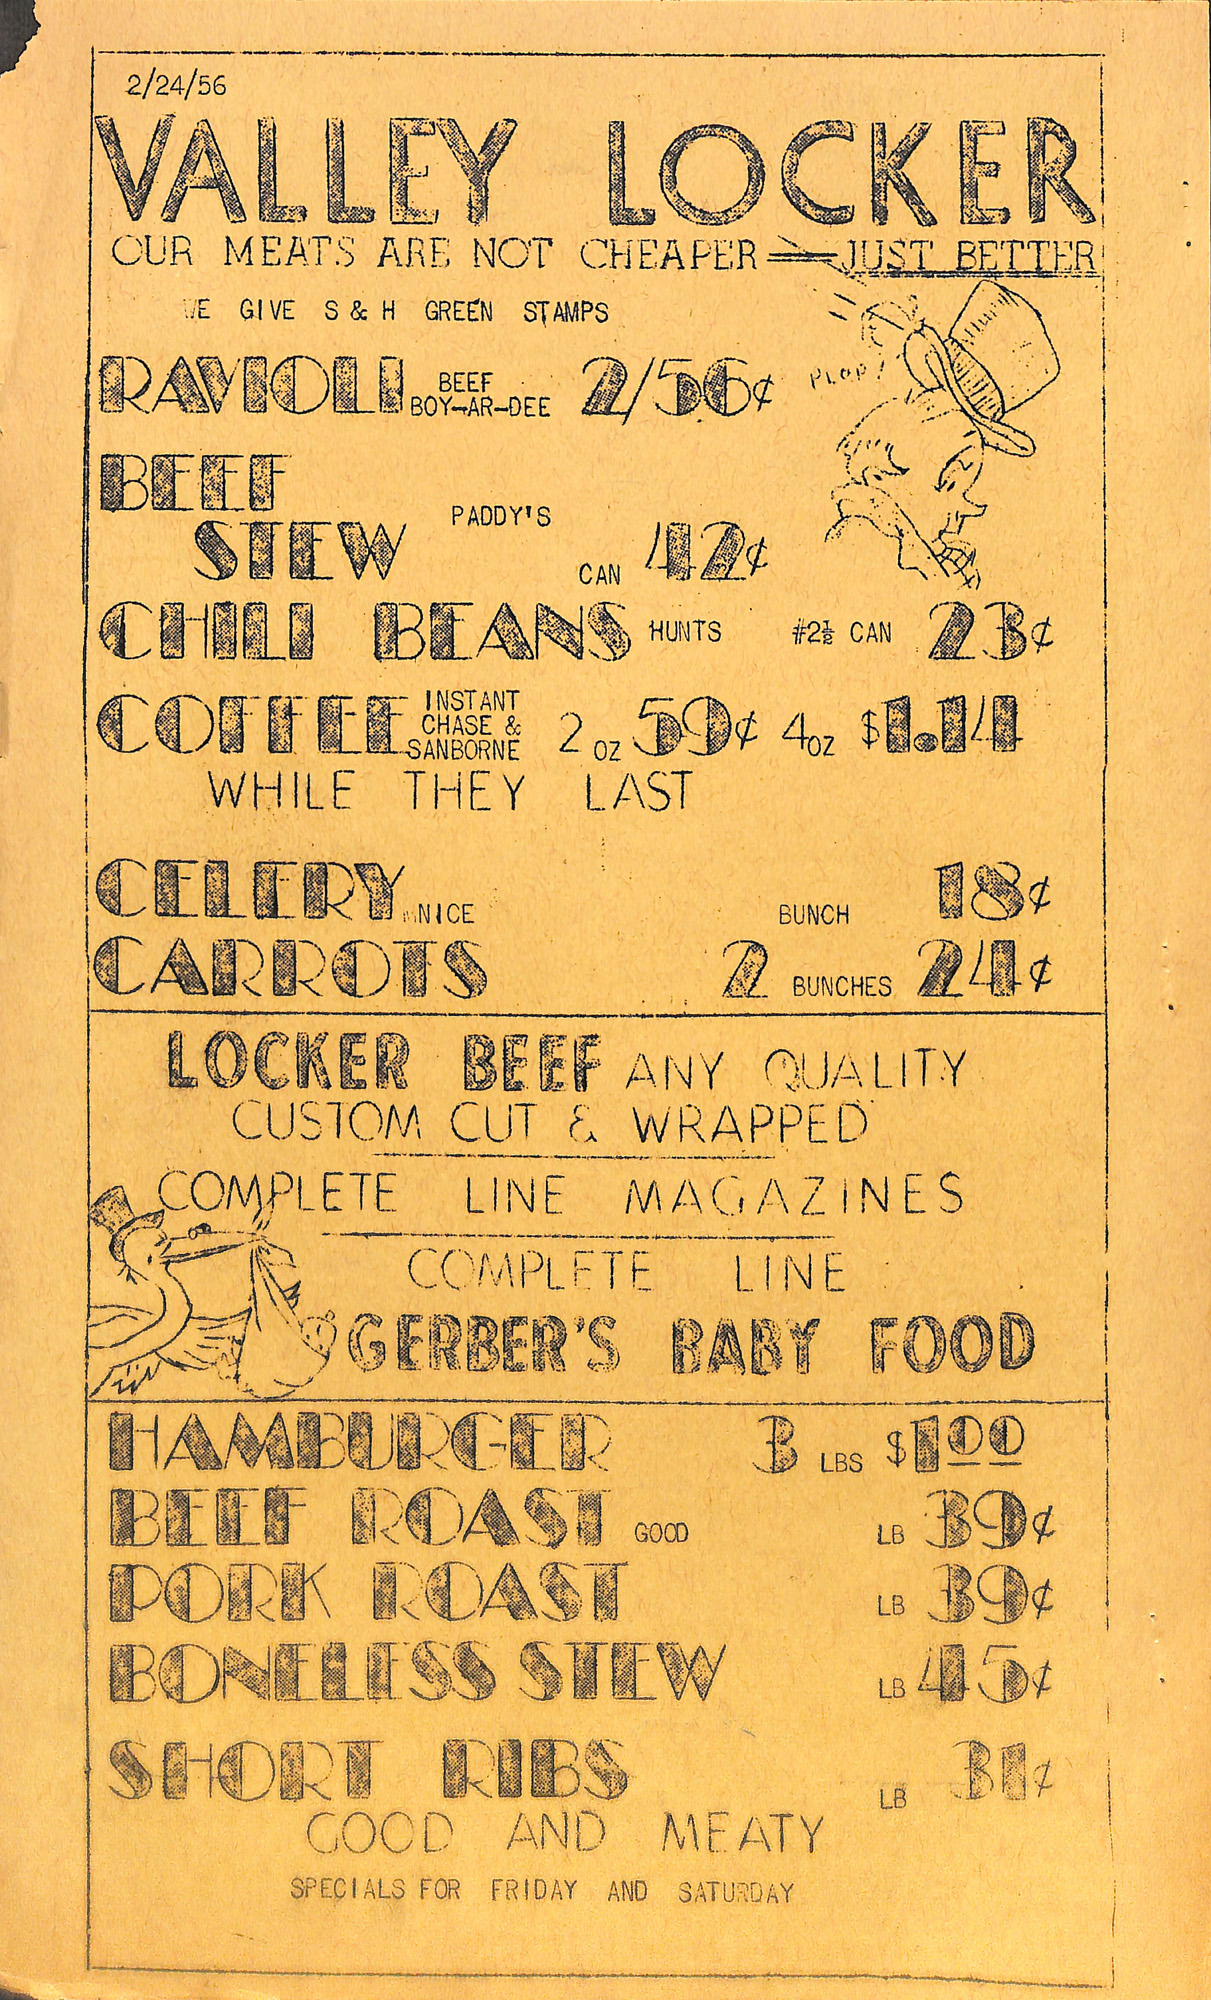 2/24/56
VALLEY LOCKER
OUR MEATS ARE NOT CHEAPER — JUST BETTER
WE GIVE S & H GREEN STAMPS
RAVIOLI BEEF BOY-AR-DEE 2/56¢
PLOP!
BEEF
STEW PADDY'S CAN 42¢
CHILI BEANS HUNTS #2½ CAN 23¢
COFFEE INSTANT CHASE & SANBORNE 2 OZ 59¢ 4 OZ $1.14
WHILE THEY LAST
CELERY NICE BUNCH 18¢
CARROTS 2 BUNCHES 24¢
LOCKER BEEF ANY QUALITY
CUSTOM CUT & WRAPPED
COMPLETE LINE MAGAZINES
COMPLETE LINE
GERBER'S BABY FOOD
HAMBURGER 3 LBS $1.00
BEEF ROAST GOOD LB 39¢
PORK ROAST LB 39¢
BONELESS STEW LB 45¢
SHORT RIBS LB 31¢
GOOD AND MEATY
SPECIALS FOR FRIDAY AND SATURDAY